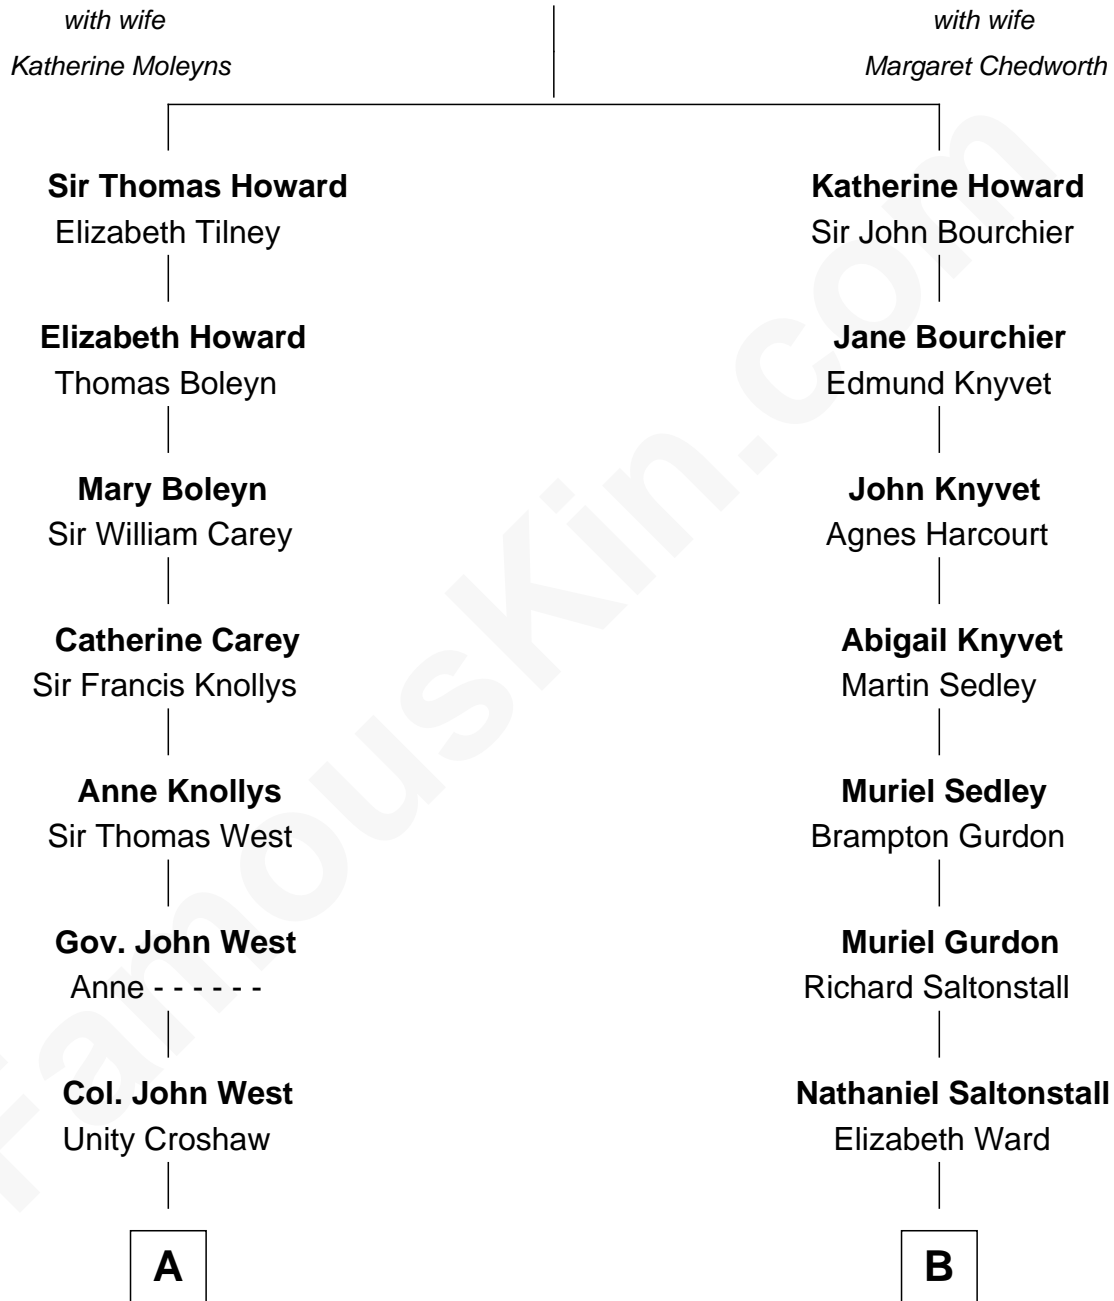 with wife
Katherine Moleyns
with wife
Margaret Chedworth
Sir Thomas Howard
Elizabeth Tilney
Katherine Howard
Sir John Bourchier
Elizabeth Howard
Thomas Boleyn
Jane Bourchier
Edmund Knyvet
Mary Boleyn
Sir William Carey
John Knyvet
Agnes Harcourt
Catherine Carey
Sir Francis Knollys
Abigail Knyvet
Martin Sedley
Anne Knollys
Sir Thomas West
Muriel Sedley
Brampton Gurdon
Gov. John West
Anne - - - - - -
Muriel Gurdon
Richard Saltonstall
Col. John West
Unity Croshaw
Nathaniel Saltonstall
Elizabeth Ward
A
B
FamousKin.com